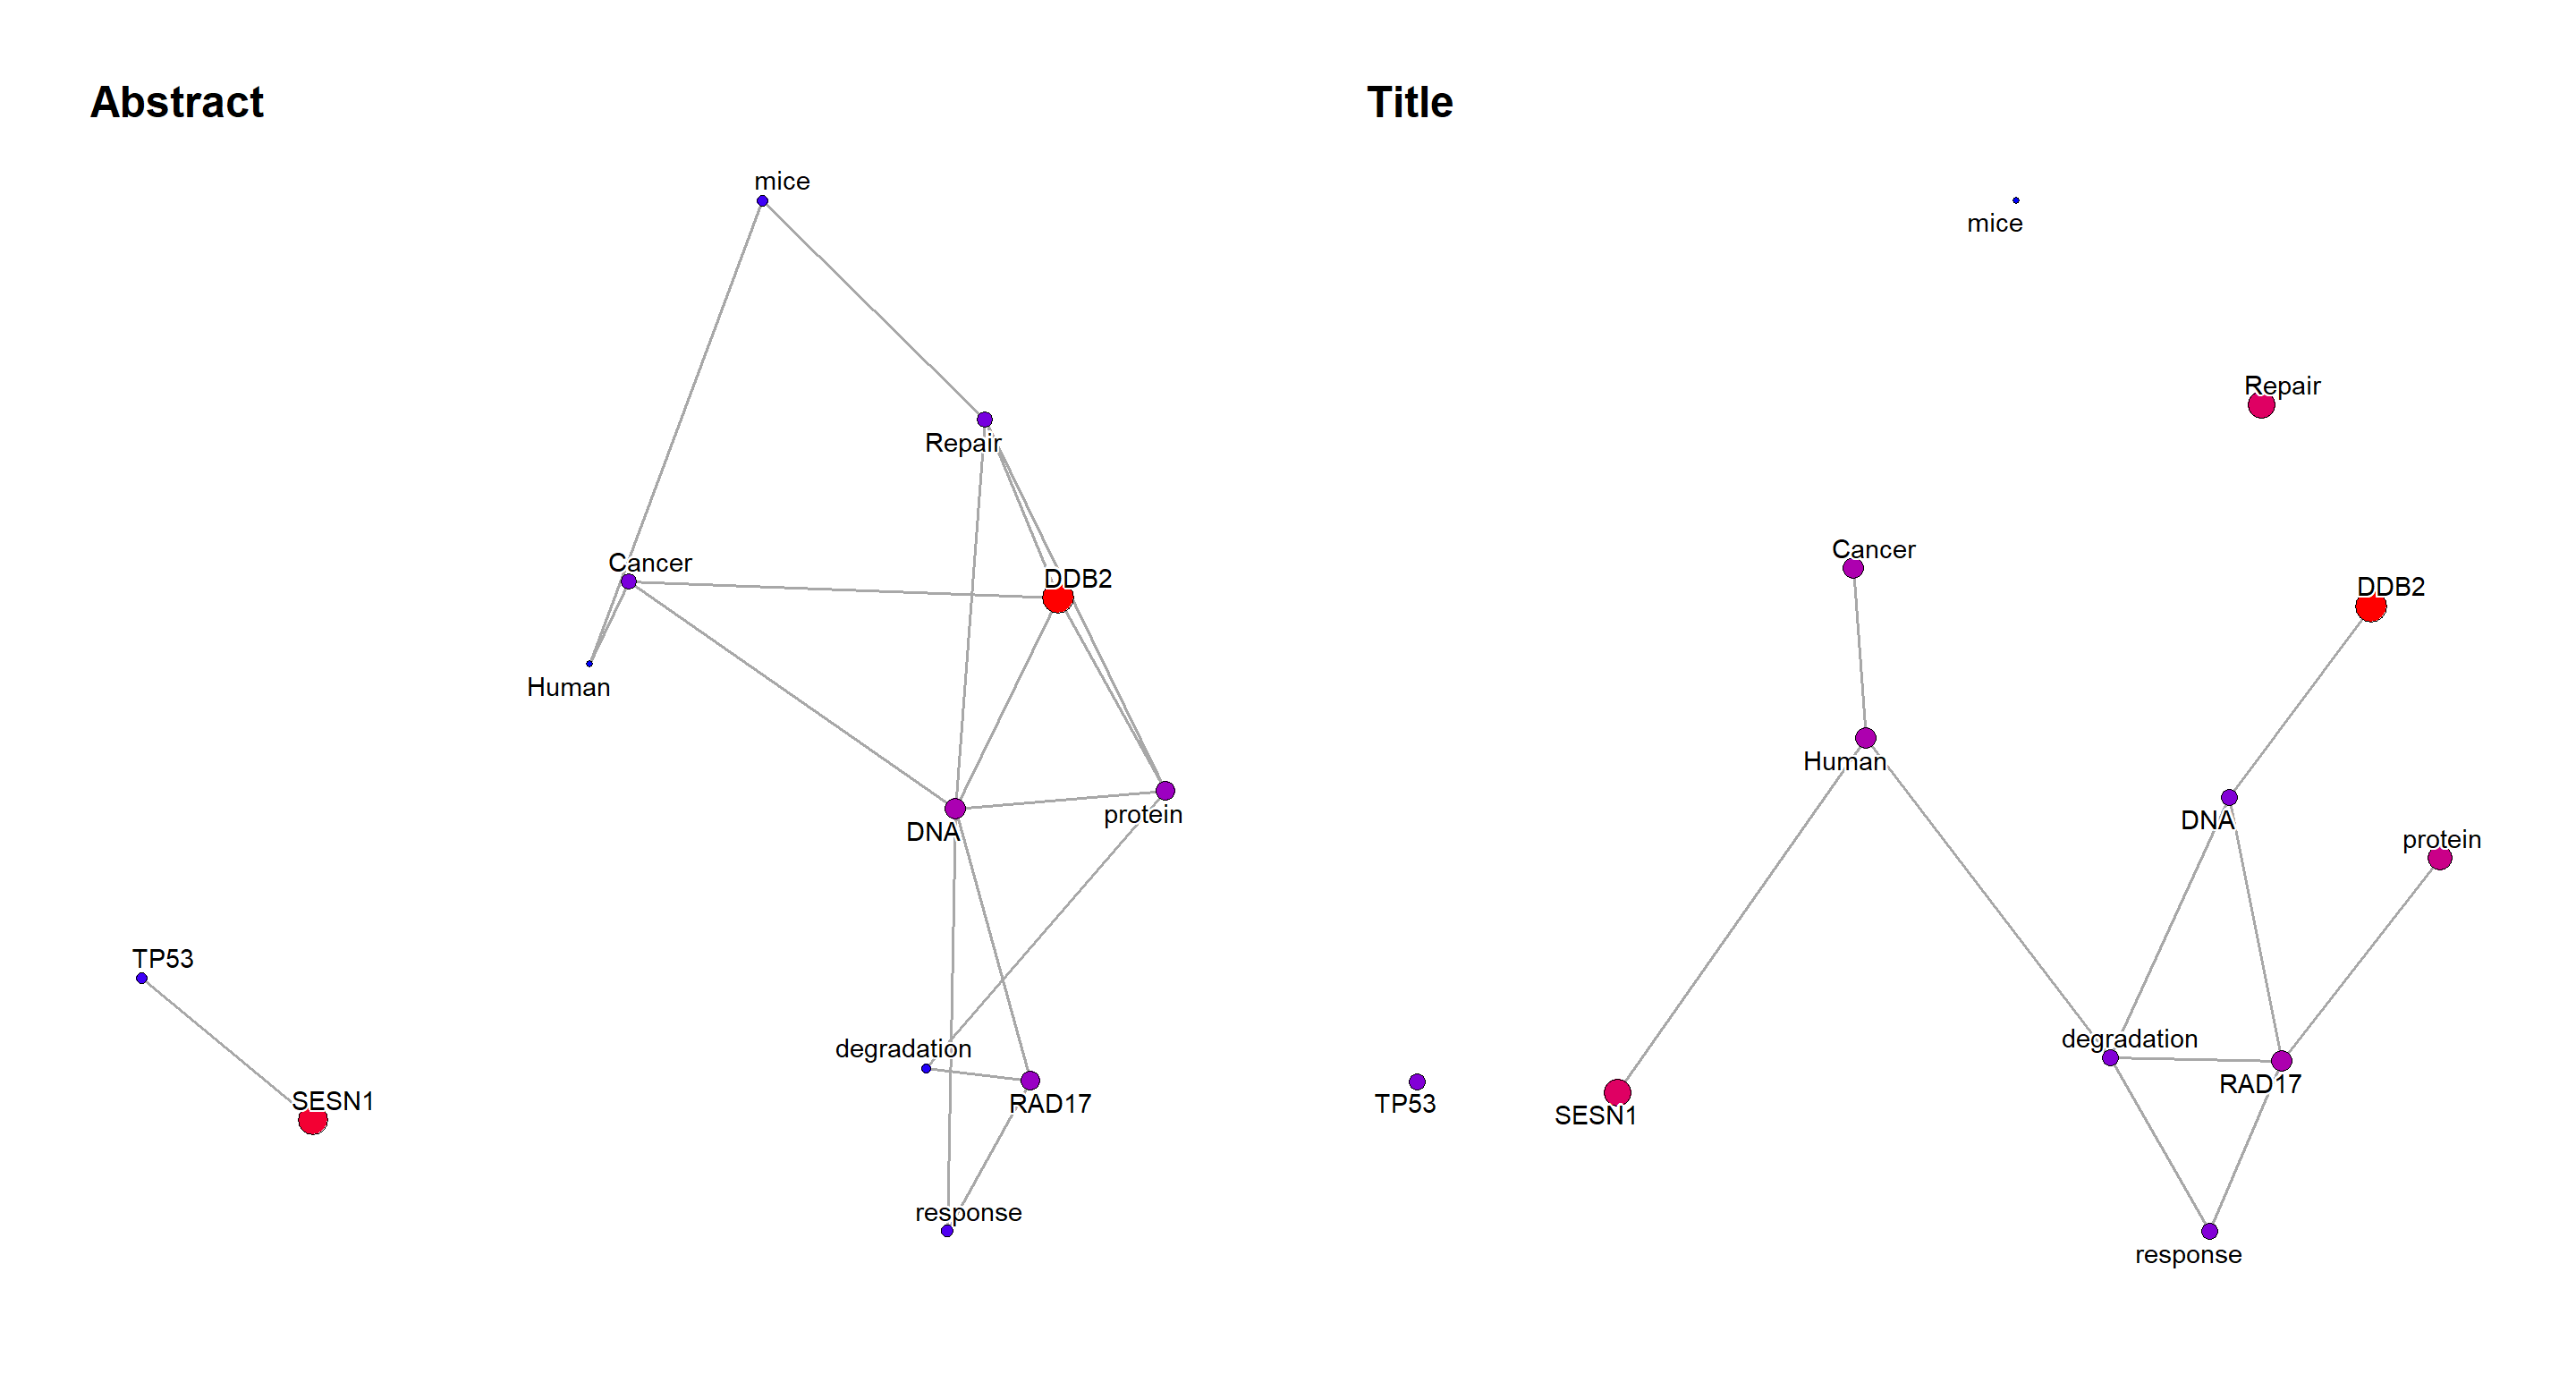 Abstract
mice
Repair
Cancer
DDB2
Human
protein
DNA
TP53
degradation
SESN1
RAD17
response
Title
mice
Repair
Cancer
DDB2
Human
DNA
protein
degradation
RAD17
TP53
SESN1
response